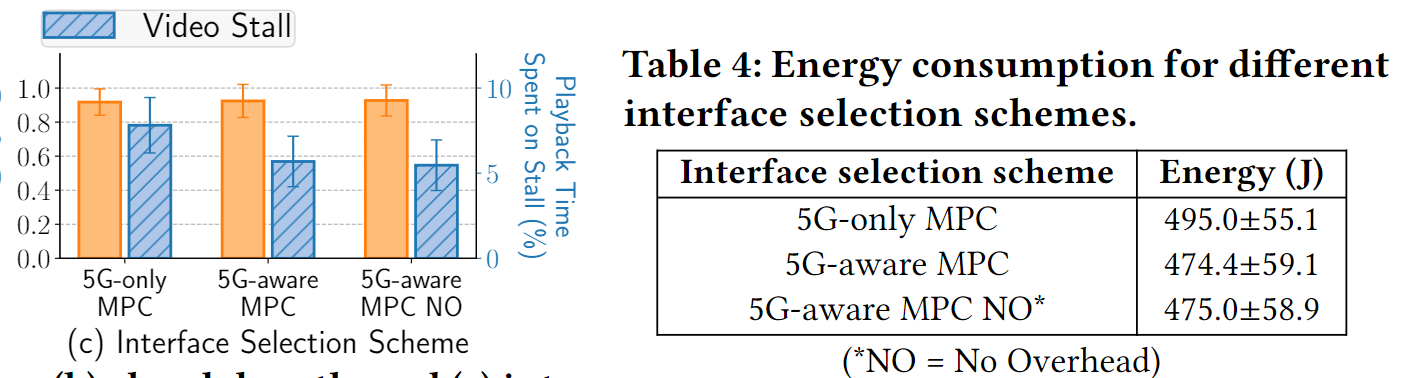 Video Stall
1.0
0.8
0.6
0.4
0.2
0.0
10
5
0
Playback Time
Spent on Stall (%)
5G-only
MPC
5G-aware
MPC
5G-aware
MPC NO
(c) Interface Selection Scheme
Table 4: Energy consumption for different
interface selection schemes.
Interface selection scheme Energy (J)
5G-only MPC 495.0±55.1
5G-aware MPC 474.4±59.1
5G-aware MPC NO* 475.0±58.9
(*NO = No Overhead)